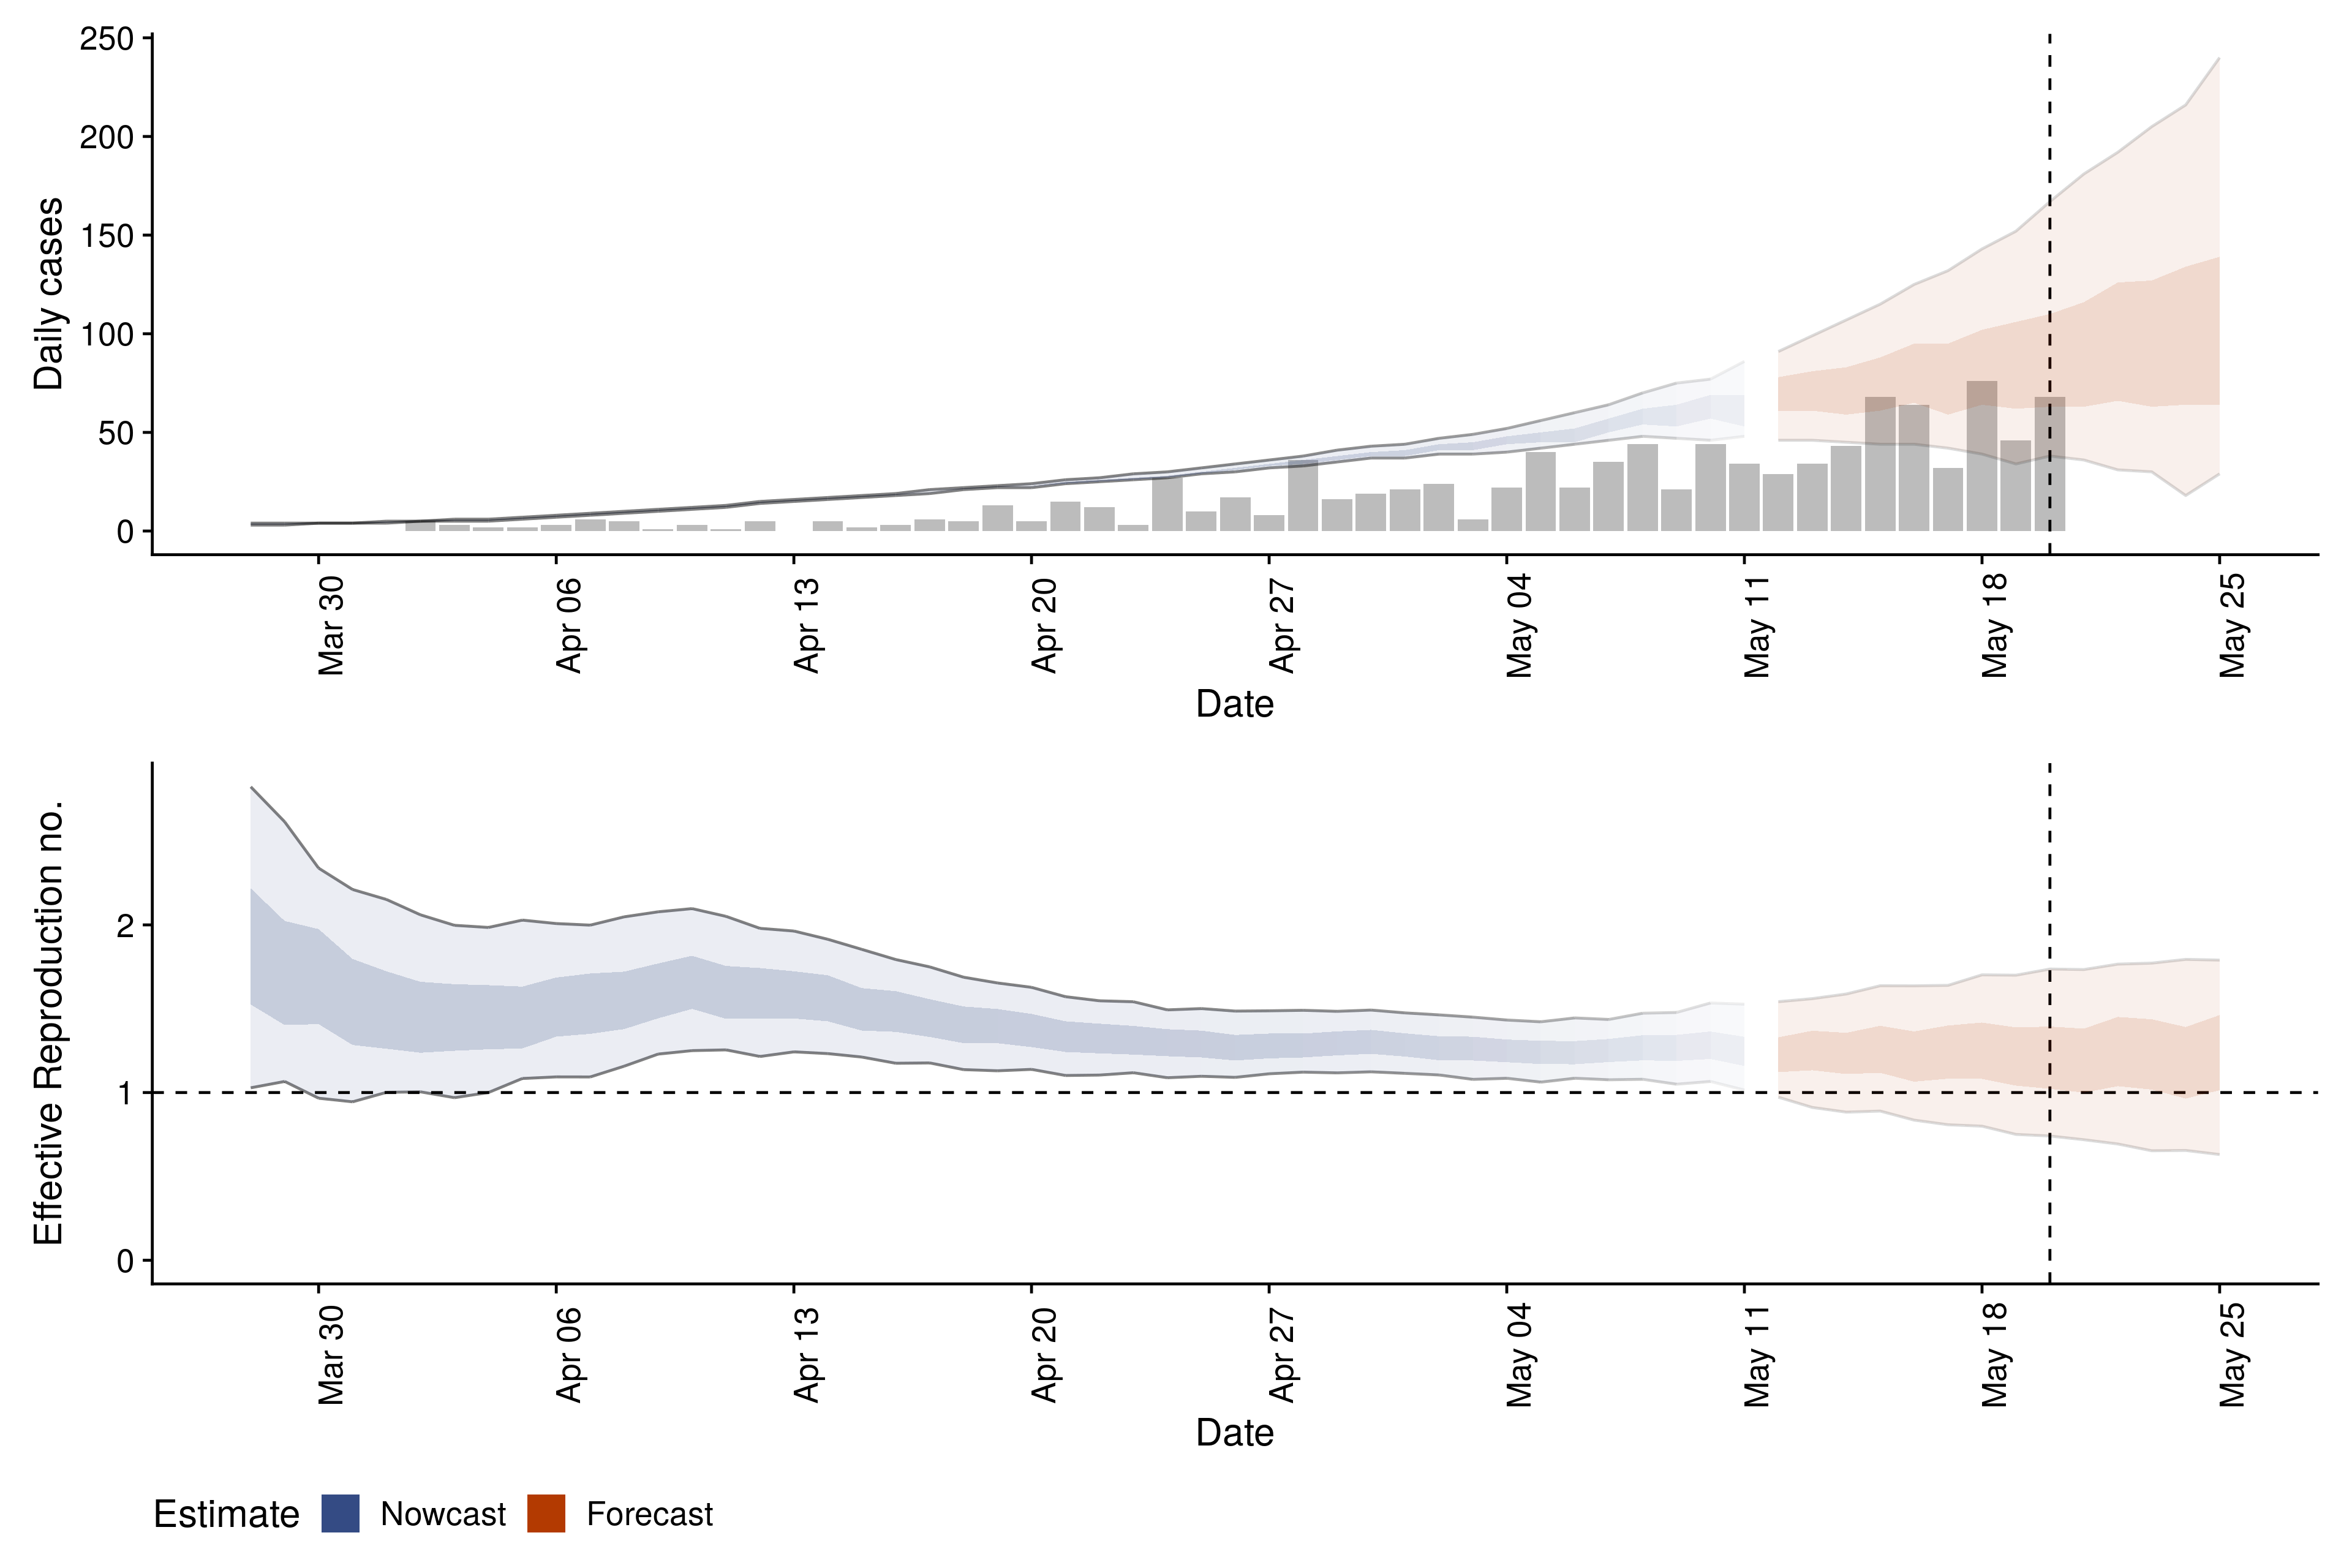 250
200
150
100
50
0
Daily cases
Mar 30
Apr 06
Apr 13
Apr 20
Apr 27
May 04
May 11
May 18
May 25
Date
2
1
0
Effective Reproduction no.
Mar 30
Apr 06
Apr 13
Apr 20
Apr 27
May 04
May 11
May 18
May 25
Date
Estimate Nowcast Forecast